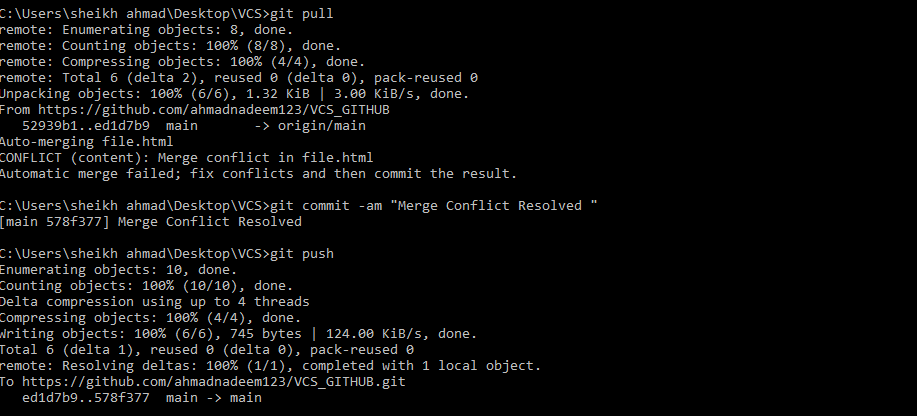 C:\Users\sheikh ahmad\Desktop\VCS>git pull
remote: Enumerating objects: 8, done.
remote: Counting objects: 100% (8/8), done.
remote: Compressing objects: 100% (4/4), done.
remote: Total 6 (delta 2), reused 0 (delta 0), pack-reused 0
Unpacking objects: 100% (6/6), 1.32 KiB | 3.00 KiB/s, done.
From https://github.com/ahmadnadeem123/VCS_GITHUB
   52939b1..ed1d7b9  main       -> origin/main
Auto-merging file.html
CONFLICT (content): Merge conflict in file.html
Automatic merge failed; fix conflicts and then commit the result.
C:\Users\sheikh ahmad\Desktop\VCS>git commit -am "Merge Conflict Resolved "
[main 578f377] Merge Conflict Resolved
C:\Users\sheikh ahmad\Desktop\VCS>git push
Enumerating objects: 10, done.
Counting objects: 100% (10/10), done.
Delta compression using up to 4 threads
Compressing objects: 100% (4/4), done.
Writing objects: 100% (6/6), 745 bytes | 124.00 KiB/s, done.
Total 6 (delta 1), reused 0 (delta 0), pack-reused 0
remote: Resolving deltas: 100% (1/1), completed with 1 local object.
To https://github.com/ahmadnadeem123/VCS_GITHUB.git
   ed1d7b9..578f377  main -> main